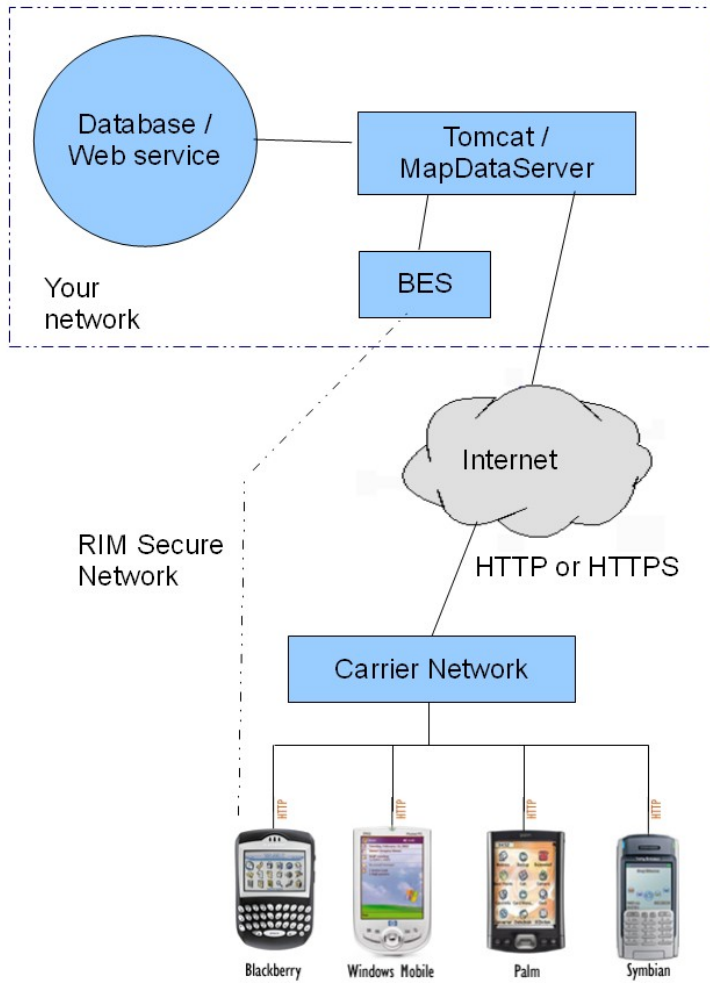 Database /
Web service
Tomcat /
MapDataServer
BES
Your
network
Internet
RIM Secure
Network
HTTP or HTTPS
Carrier Network
HTTP
HTTP
HTTP
HTTP
Blackberry
Windows Mobile
Palm
Symbian